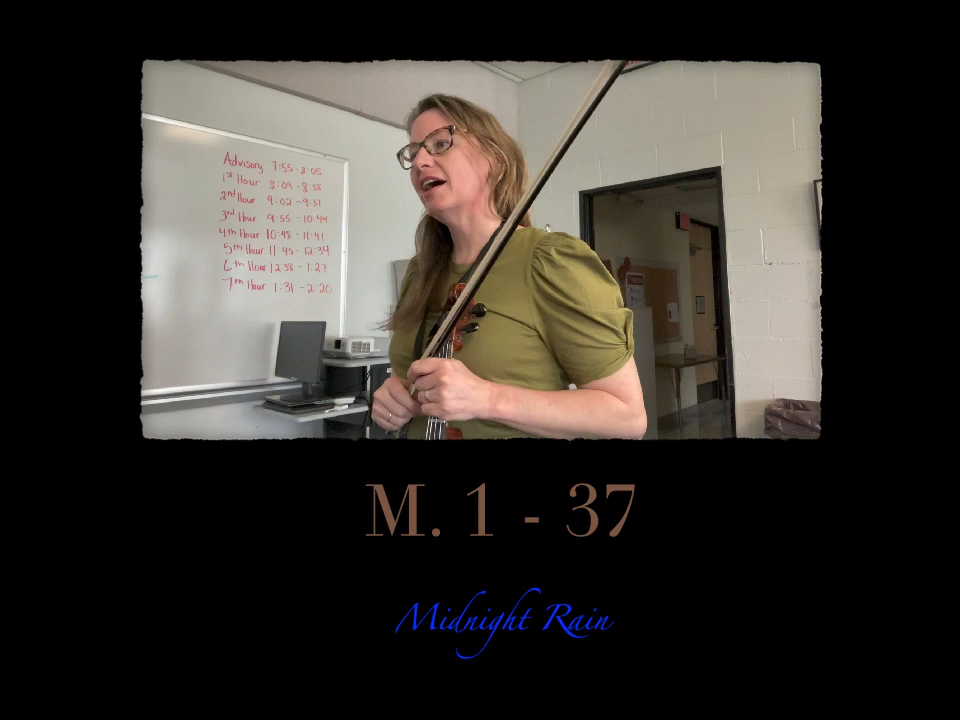 Advisory 7:55-8:05
1st Hour 8:09-8:58
2nd Hour 9:02-9:51
3rd Hour 9:55-10:44
4th Hour 10:48-11:41
5th Hour 11:45-12:34
6th Hour 12:38-1:27
7th Hour 1:31-2:20
M. 1 - 37
Midnight Rain